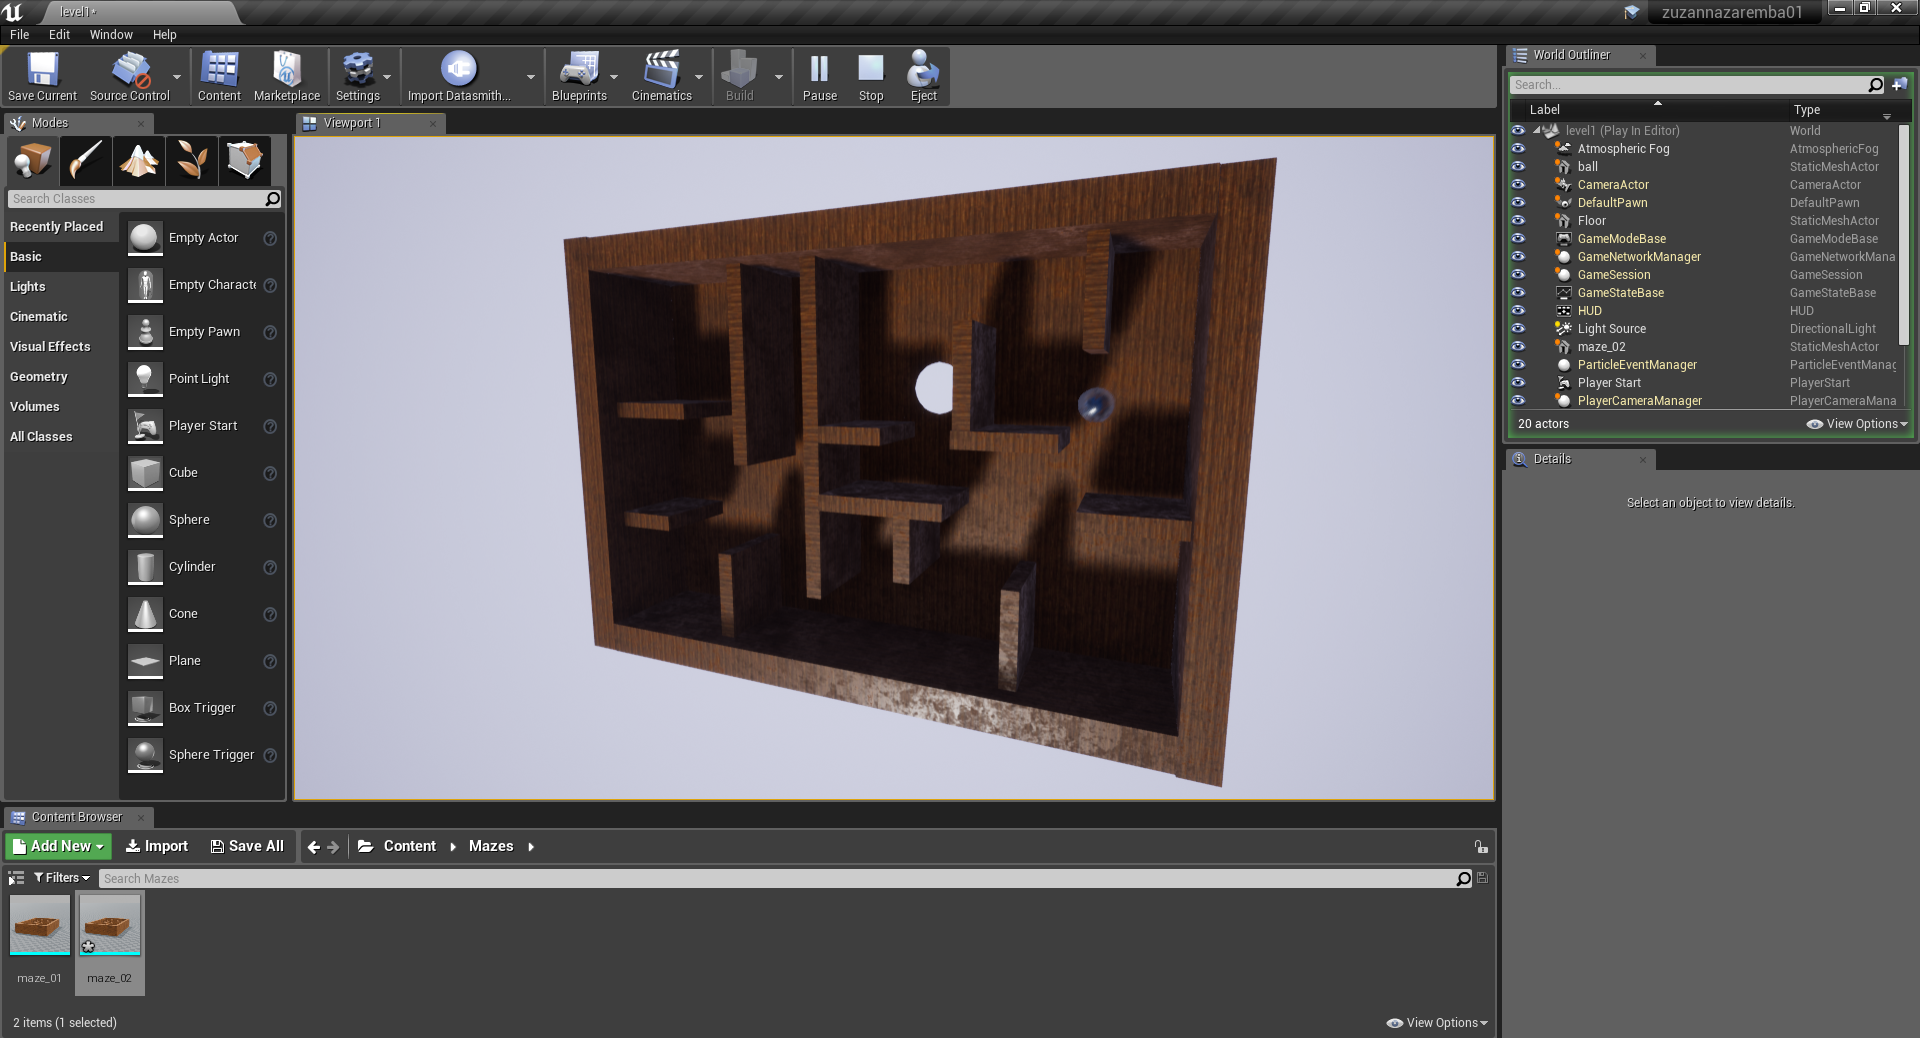 level1*
zuzannazaremba01
File Edit Window Help
Save Current
Source Control
Content
Marketplace
Settings
Import Datasmith...
Blueprints
Cinematics
Build
Pause
Stop
Eject
Modes
Search Classes
Recently Placed
Basic
Lights
Cinematic
Visual Effects
Geometry
Volumes
All Classes
Empty Actor
Empty Characte
Empty Pawn
Point Light
Player Start
Cube
Sphere
Cylinder
Cone
Plane
Box Trigger
Sphere Trigger
Viewport 1
World Outliner
Search...
Label Type
level1 (Play In Editor) World
Atmospheric Fog AtmosphericFog
ball StaticMeshActor
CameraActor CameraActor
DefaultPawn DefaultPawn
Floor StaticMeshActor
GameModeBase GameModeBase
GameNetworkManager GameNetworkMana
GameSession GameSession
GameStateBase GameStateBase
HUD HUD
Light Source DirectionalLight
maze_02 StaticMeshActor
ParticleEventManager ParticleEventManag
Player Start PlayerStart
PlayerCameraManager PlayerCameraMana
20 actors View Options
Details
Select an object to view details.
Content Browser
Add New Import Save All Content Mazes
Filters Search Mazes
maze_01 maze_02
2 items (1 selected) View Options